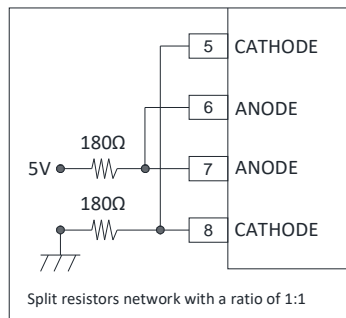 5 CATHODE
6 ANODE
180Ω
5V 7 ANODE
180Ω
8 CATHODE
Split resistors network with a ratio of 1:1